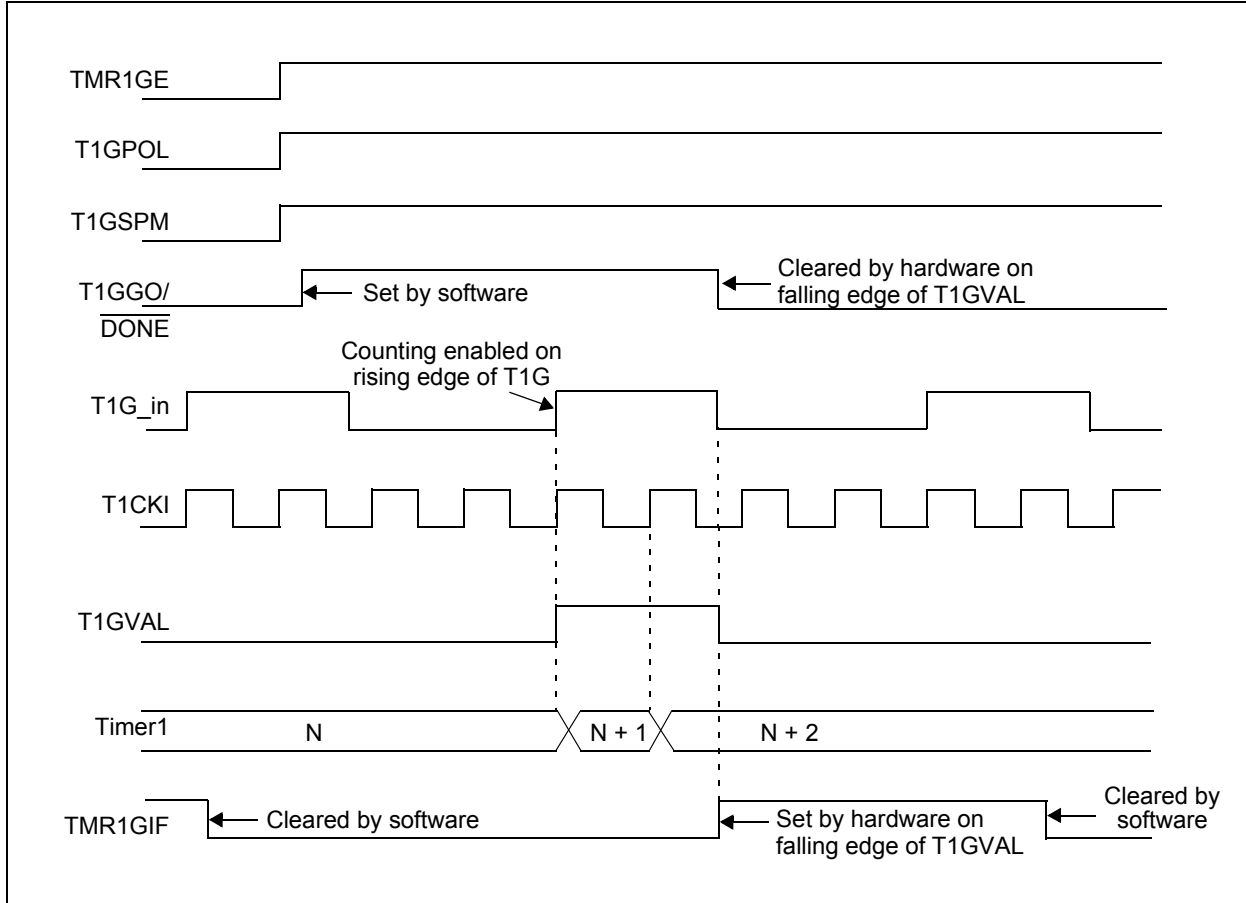 TMR1GE
T1GPOL
T1GSPM
T1GGO/
DONE
Set by software
Cleared by hardware on
falling edge of T1GVAL
Counting enabled on
rising edge of T1G
T1G_in
T1CKI
T1GVAL
Timer1
N
N + 1
N + 2
TMR1GIF
Cleared by software
Set by hardware on
falling edge of T1GVAL
Cleared by
software